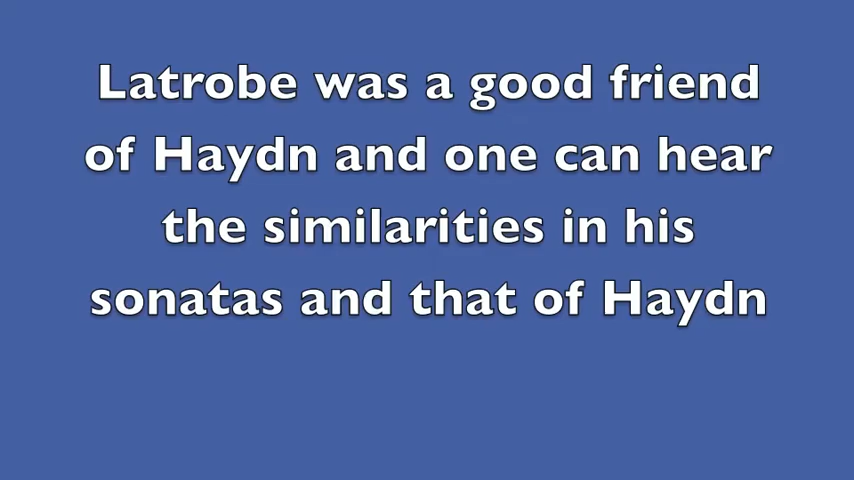 Latrobe was a good friend
of Haydn and one can hear
the similarities in his
sonatas and that of Haydn